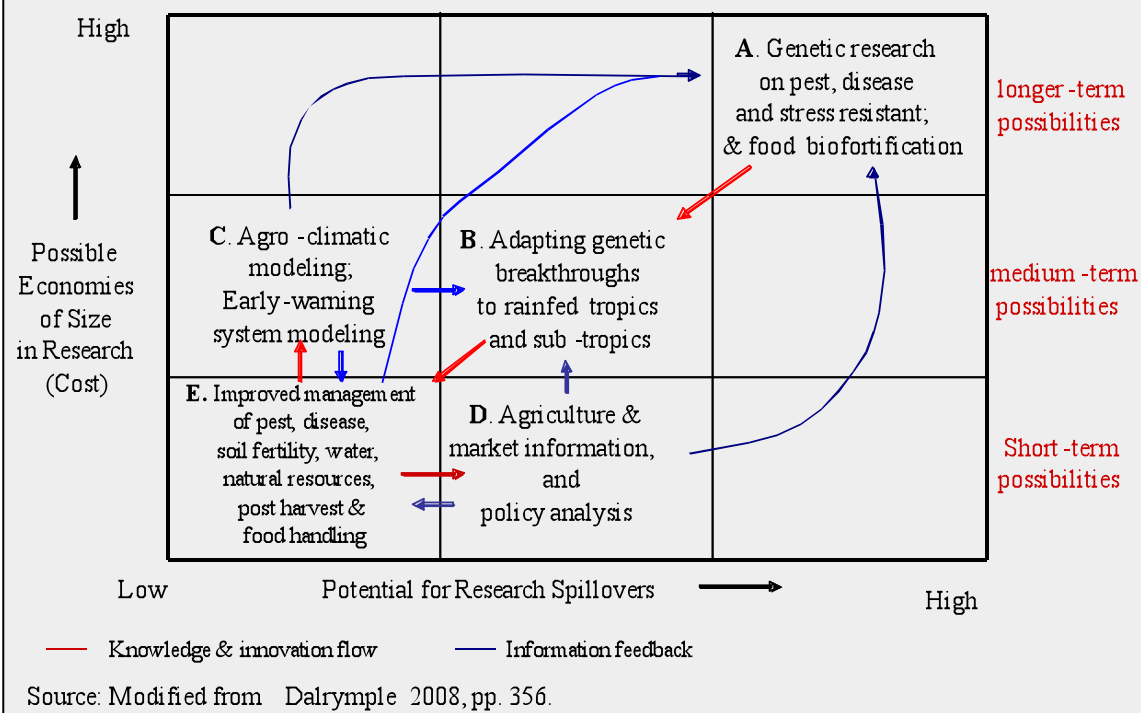 High
A. Genetic research
on pest, disease
and stress resistant;
& food biofortification
longer-term
possibilities
Possible
Economies
of Size
in Research
(Cost)
C. Agro-climatic
modeling;
Early-warning
system modeling
B. Adapting genetic
breakthroughs
to rainfed tropics
and sub-tropics
medium-term
possibilities
E. Improved management
of pest, disease,
soil fertility, water,
natural resources,
post harvest &
food handling
D. Agriculture &
market information,
and
policy analysis
Short-term
possibilities
Low
Potential for Research Spillovers
High
Knowledge & innovation flow
Information feedback
Source: Modified from Dalrymple 2008, pp. 356.